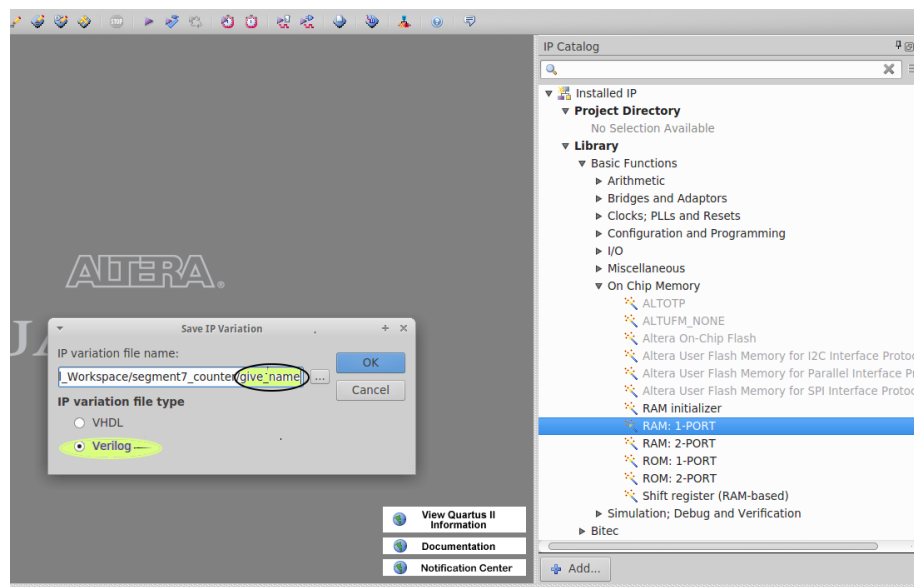 IP Catalog
Installed IP
Project Directory
No Selection Available
Library
Basic Functions
Arithmetic
Bridges and Adaptors
Clocks; PLLs and Resets
Configuration and Programming
I/O
Miscellaneous
On Chip Memory
ALTOTP
ALTUFM_NONE
Altera On-Chip Flash
Altera User Flash Memory for I2C Interface Protoc
Altera User Flash Memory for Parallel Interface Pr
Altera User Flash Memory for SPI Interface Protoc
RAM initializer
RAM: 1-PORT
RAM: 2-PORT
ROM: 1-PORT
ROM: 2-PORT
Shift register (RAM-based)
Simulation; Debug and Verification
Bitec
Add...
ALTERA
Save IP Variation
IP variation file name:
_Workspace/segment7_counter/give_name
...
OK
Cancel
IP variation file type
VHDL
Verilog
View Quartus II
Information
Documentation
Notification Center